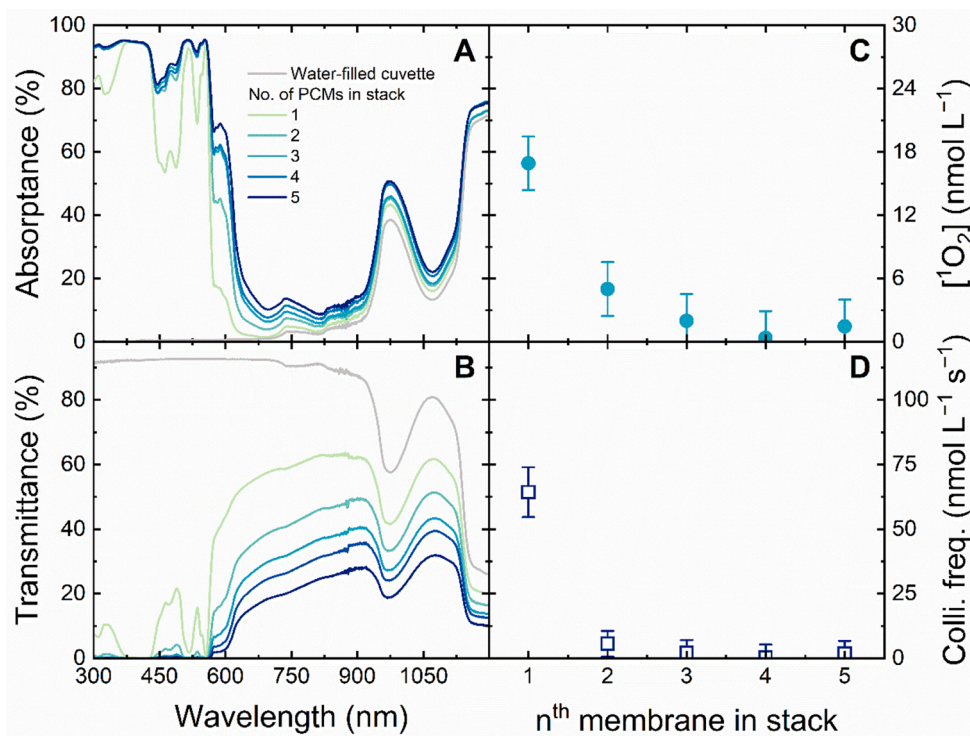 100
80
60
40
20
0
Absorptance (%)
A
Water-filled cuvette
No. of PCMs in stack
1
2
3
4
5
C
30
24
18
12
6
0
[¹O₂] (nmol L⁻¹)
80
60
40
20
0
Transmittance (%)
B
D
100
75
50
25
0
Colli. freq. (nmol L⁻¹ s⁻¹)
300 450 600 750 900 1050
Wavelength (nm)
1 2 3 4 5
nᵗʰ membrane in stack